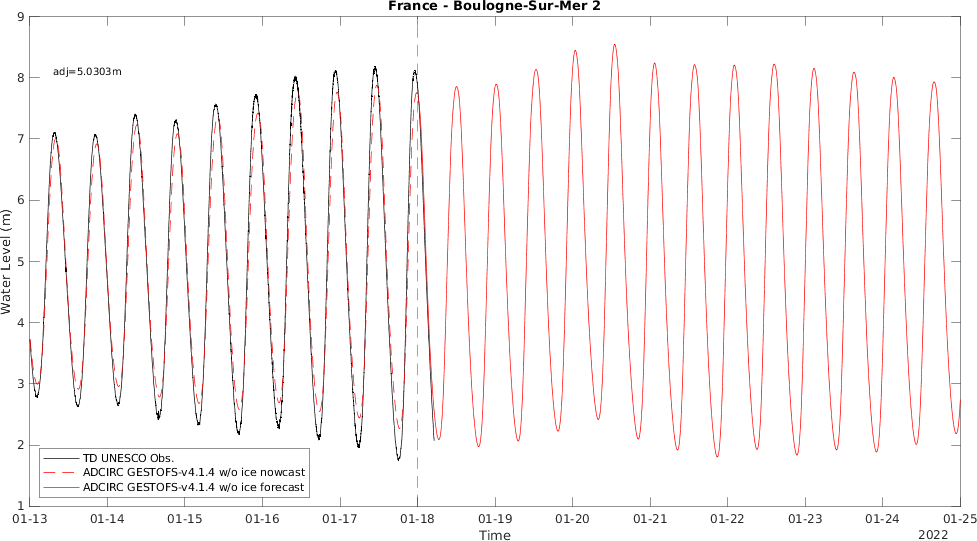 France - Boulogne-Sur-Mer 2
9
8
7
6
5
4
3
2
1
Water Level (m)
adj=5.0303m
TD UNESCO Obs.
ADCIRC GESTOFS-v4.1.4 w/o ice nowcast
ADCIRC GESTOFS-v4.1.4 w/o ice forecast
01-13 01-14 01-15 01-16 01-17 01-18 01-19 01-20 01-21 01-22 01-23 01-24 01-25
Time
2022